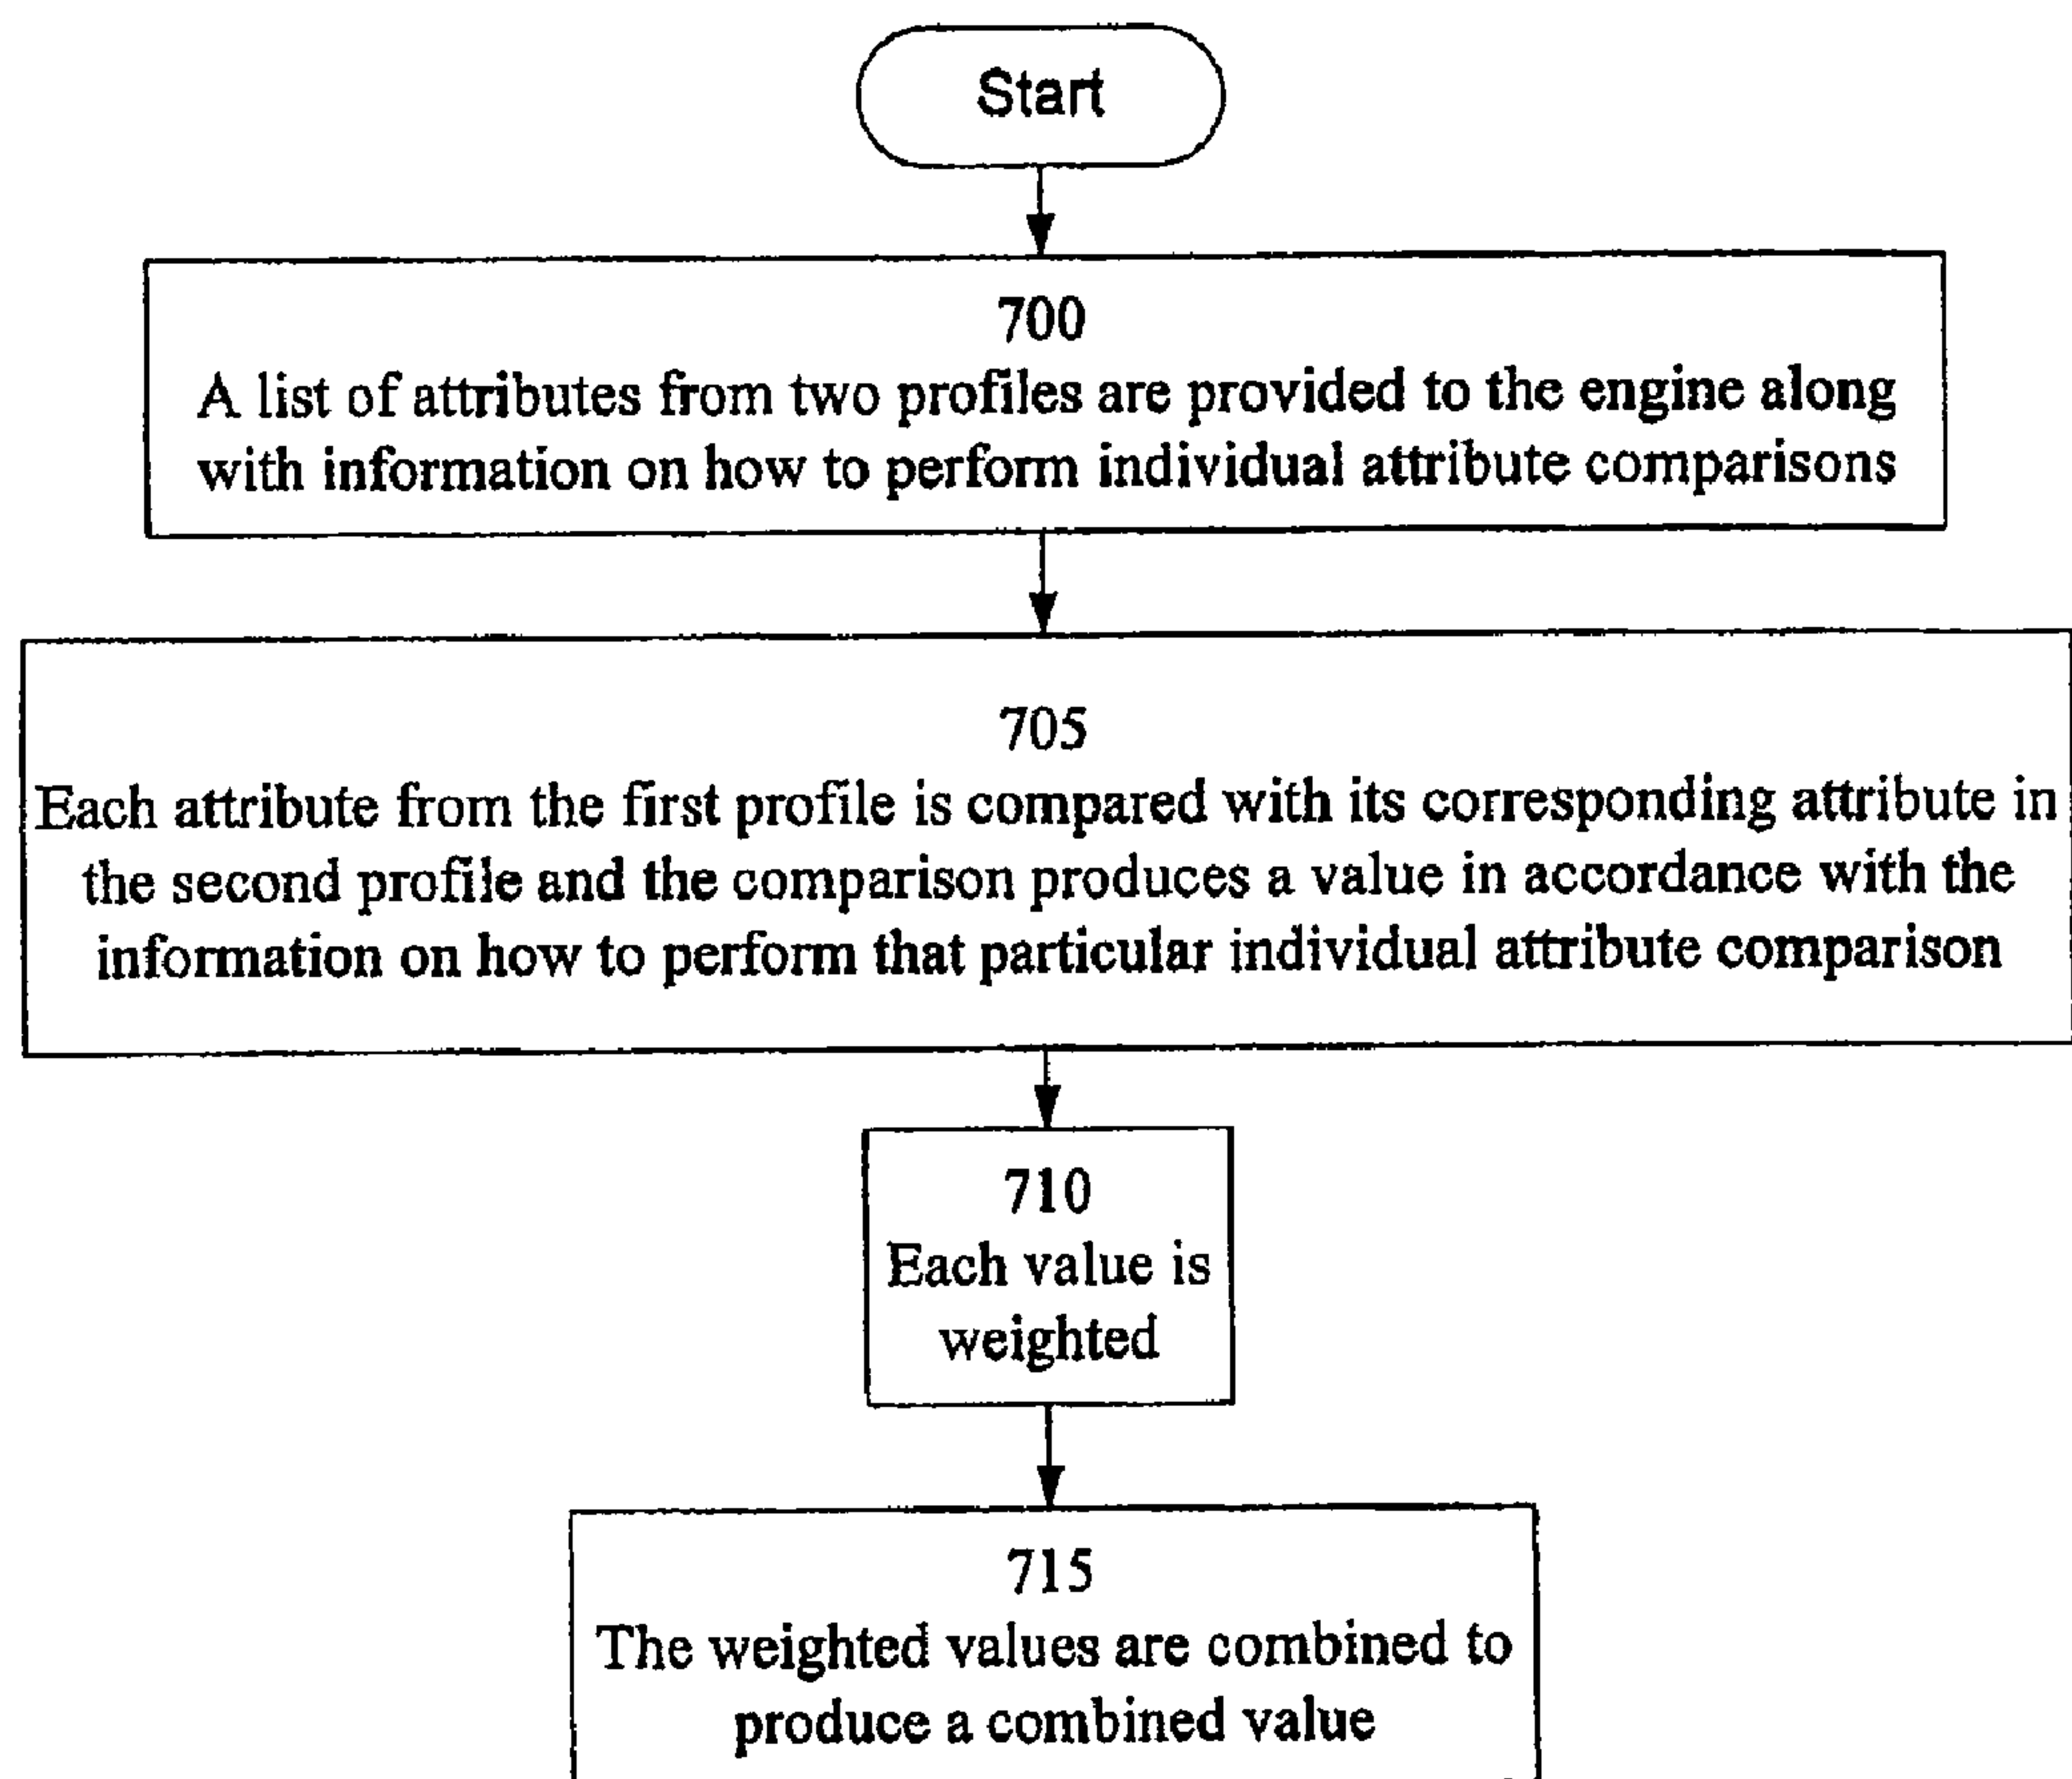 Start
700
A list of attributes from two profiles are provided to the engine along
with information on how to perform individual attribute comparisons
705
Each attribute from the first profile is compared with its corresponding attribute in
the second profile and the comparison produces a value in accordance with the
information on how to perform that particular individual attribute comparison
710
Each value is
weighted
715
The weighted values are combined to
produce a combined value